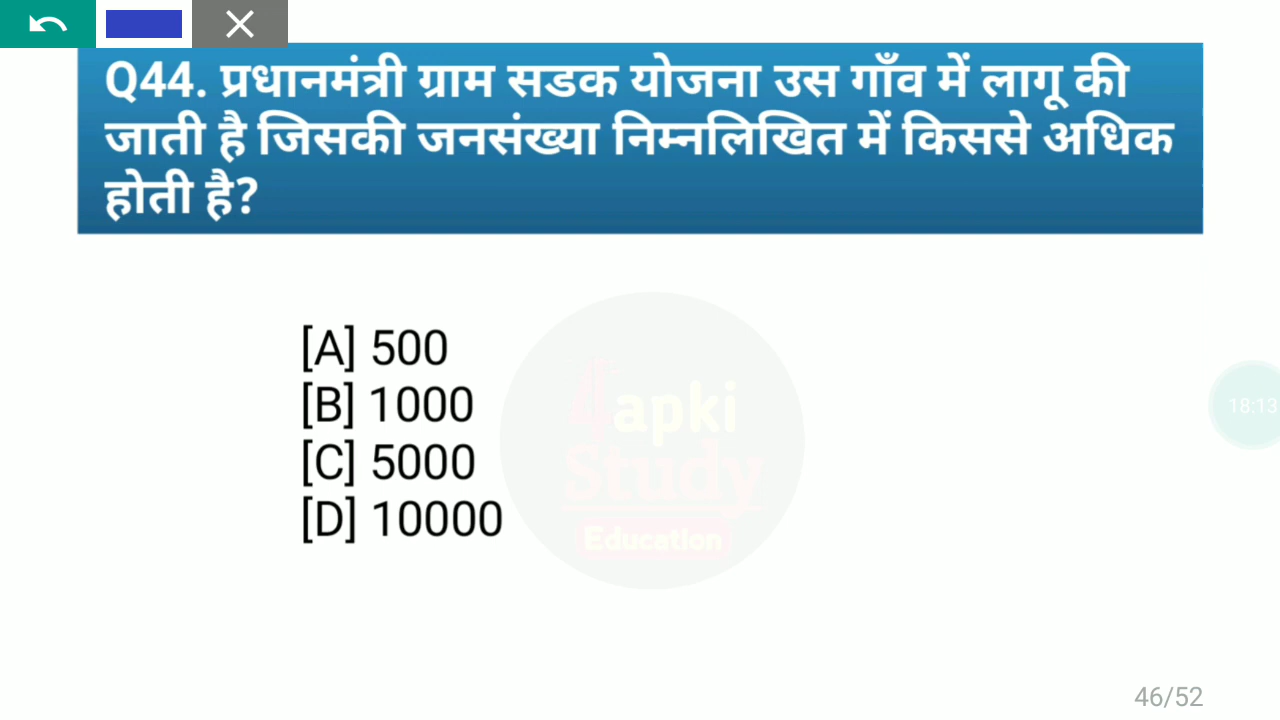 Q44. प्रधानमंत्री ग्राम सडक योजना उस गाँव में लागू की
जाती है जिसकी जनसंख्या निम्नलिखित में किससे अधिक
होती है?
[A] 500
[B] 1000
[C] 5000
[D] 10000
4apki
Study
Education
18:13
46/52